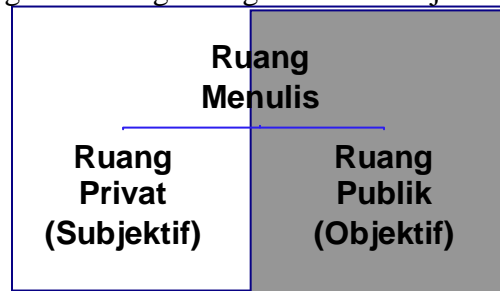 Ruang
Menulis
Ruang
Privat
(Subjektif)
Ruang
Publik
(Objektif)